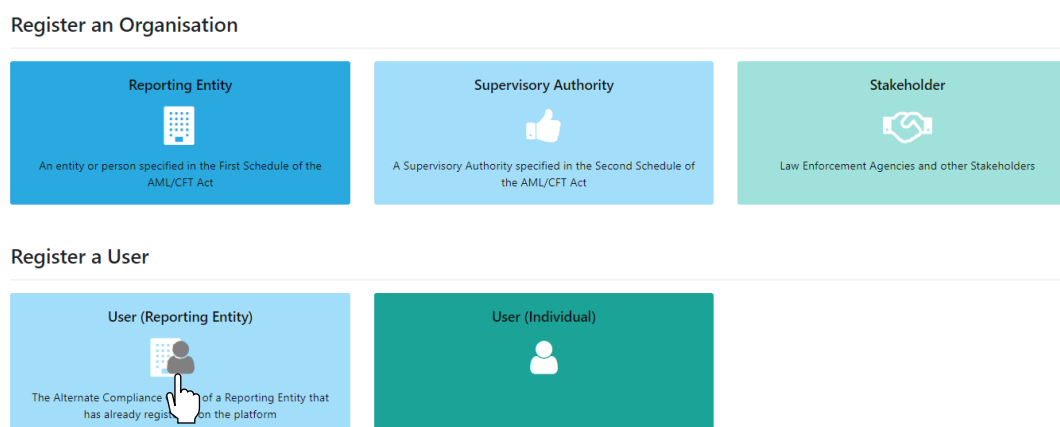 Register an Organisation
Reporting Entity
An entity or person specified in the First Schedule of the
AML/CFT Act
Supervisory Authority
A Supervisory Authority specified in the Second Schedule of
the AML/CFT Act
Stakeholder
Law Enforcement Agencies and other Stakeholders
Register a User
User (Reporting Entity)
The Alternate Compliance of a Reporting Entity that
has already on the platform
User (Individual)